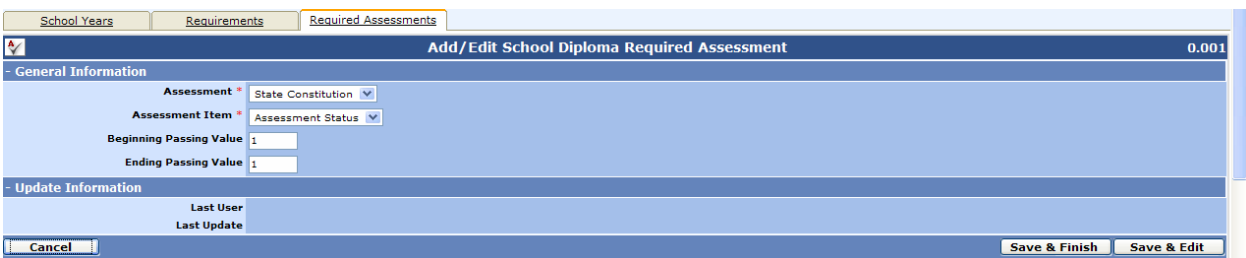 School Years Requirements Required Assessments
Add/Edit School Diploma Required Assessment 0.001
- General Information
Assessment * State Constitution
Assessment Item * Assessment Status
Beginning Passing Value 1
Ending Passing Value 1
- Update Information
Last User
Last Update
Cancel Save & Finish Save & Edit